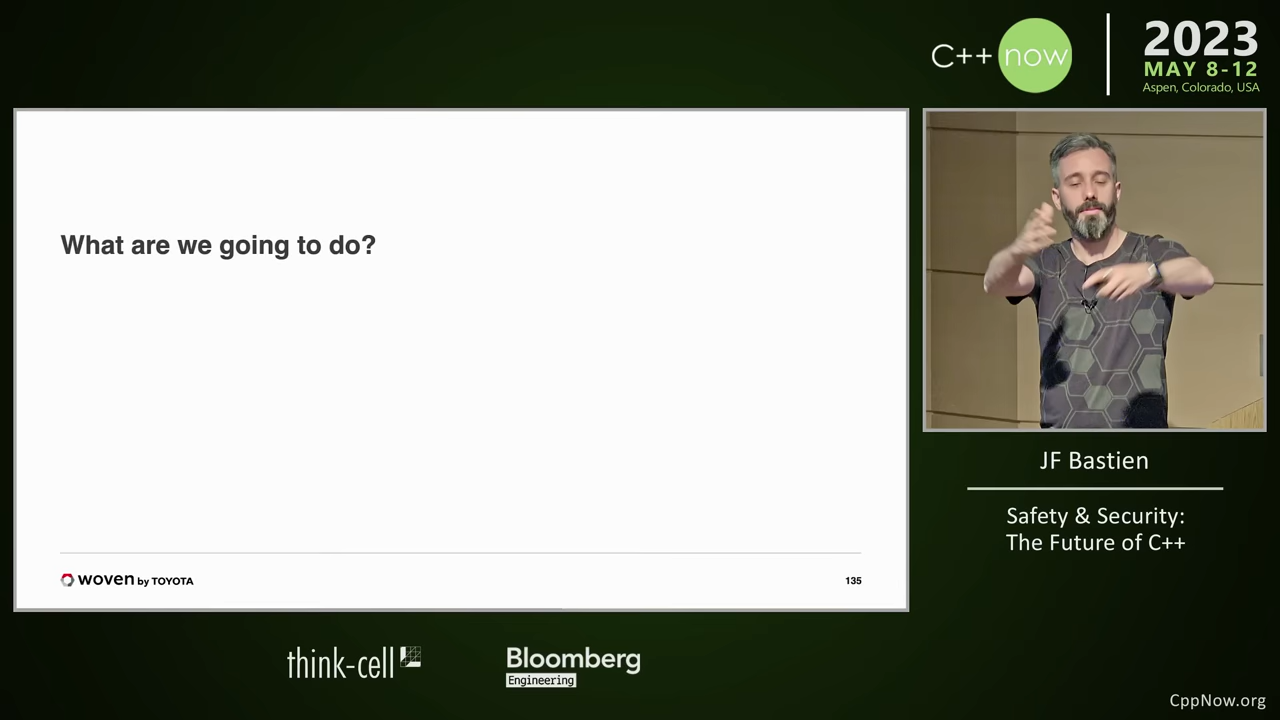 C++ now
2023
MAY 8-12
Aspen, Colorado, USA
What are we going to do?
woven by TOYOTA
135
JF Bastien
Safety & Security:
The Future of C++
think-cell
Bloomberg
Engineering
CppNow.org